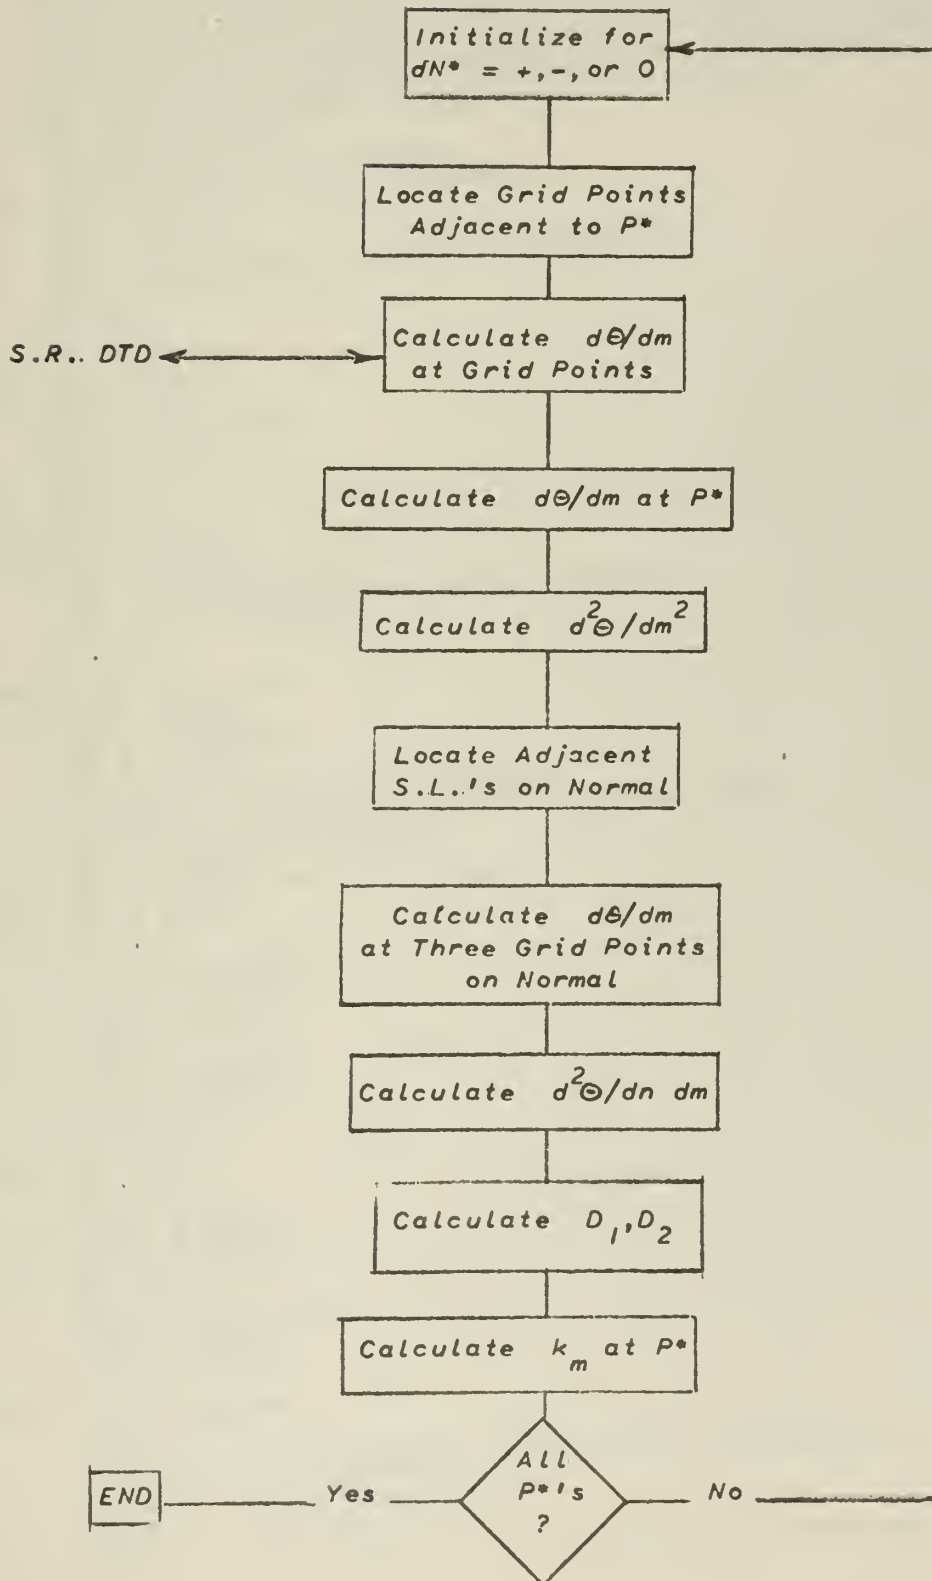 Initialize for
dN* = +,-, or 0
Locate Grid Points
Adjacent to P*
Calculate dΘ/dm
at Grid Points
S.R.. DTD
Calculate dΘ/dm at P*
Calculate d²Θ/dm²
Locate Adjacent
S.L..'s on Normal
Calculate dΘ/dm
at Three Grid Points
on Normal
Calculate d²Θ/dn dm
Calculate D₁,D₂
Calculate kₘ at P*
All
P*'s
?
END
Yes
No